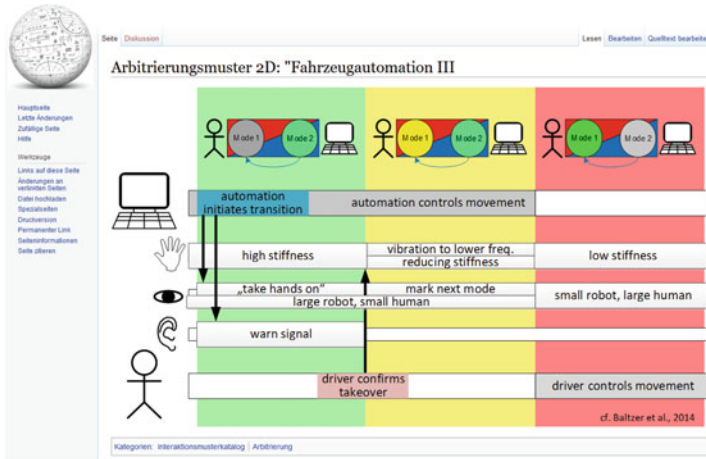 Seite Diskussion
Lesen Bearbeiten Quelltext bearbeite
Arbitrierungsmuster 2D: "Fahrzeugautomation III
Hauptseite
Letzte Änderungen
Zufällige Seite
Hilfe
Werkzeuge
Links auf diese Seite
Änderungen an
verlinkten Seiten
Datei hochladen
Spezialseiten
Druckversion
Permanenter Link
Seiteninformationen
Seite zitieren
Mode 1 Mode 2
Mode 1 Mode 2
Mode 1 Mode 2
automation
initiates transition
automation controls movement
high stiffness
vibration to lower freq.
reducing stiffness
low stiffness
„take hands on“
mark next mode
large robot, small human
small robot, large human
warn signal
driver confirms
takeover
driver controls movement
cf. Baltzer et al., 2014
Kategorien: Interaktionsmusterkatalog | Arbitrierung